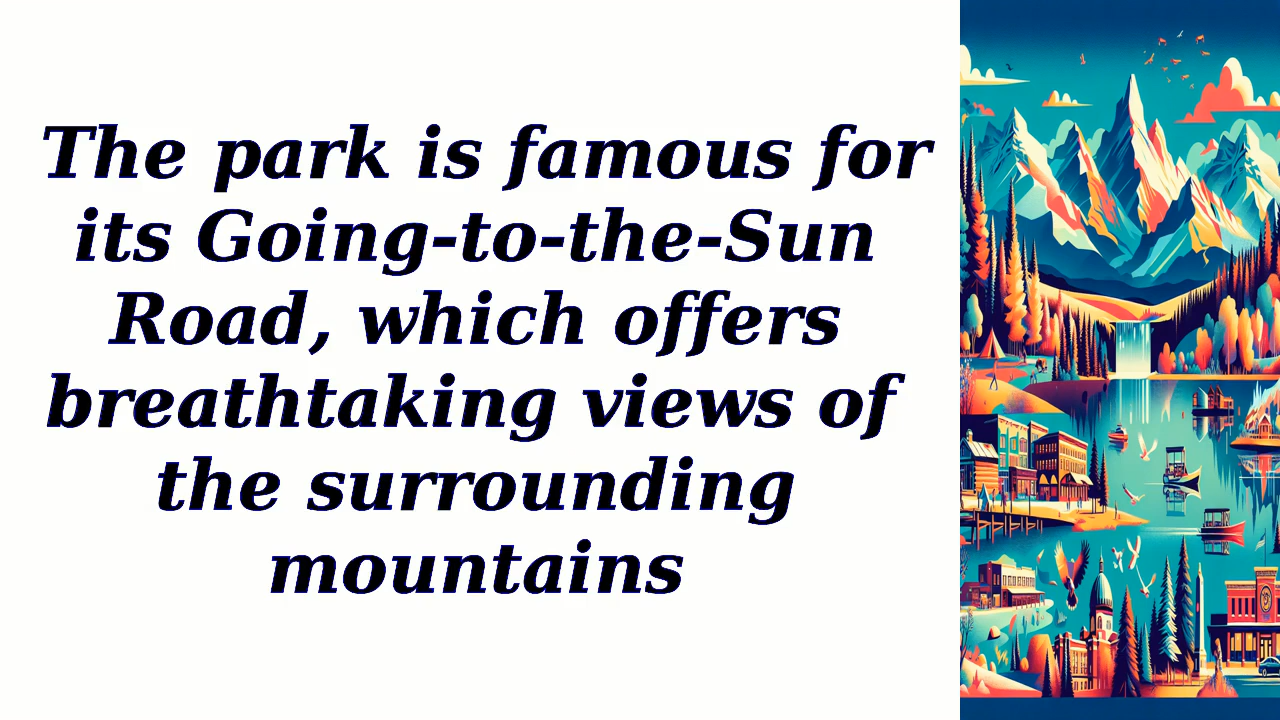 The park is famous for
its Going-to-the-Sun
Road, which offers
breathtaking views of
the surrounding
mountains